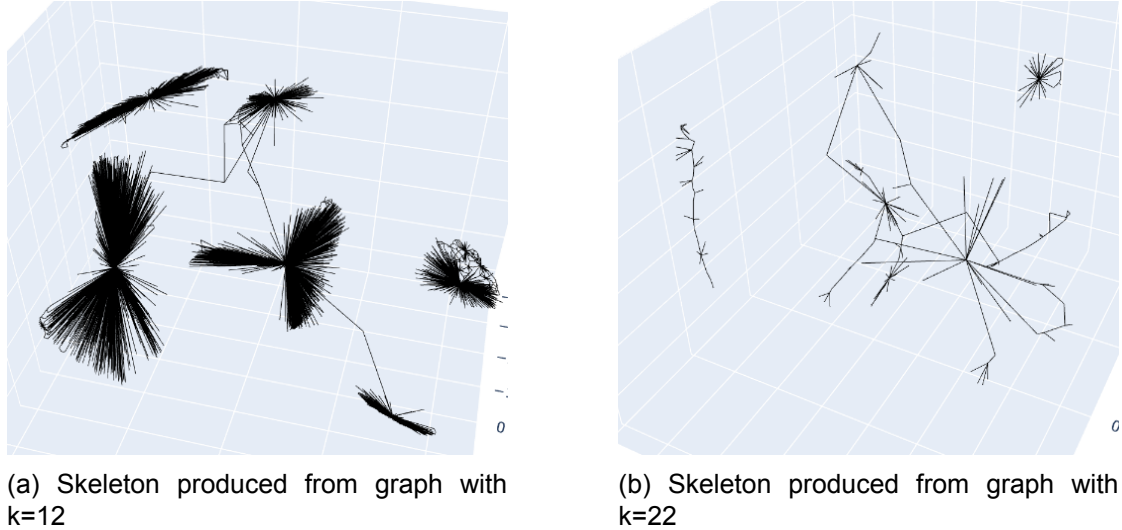 0
0
(a) Skeleton produced from graph with
k=12
(b) Skeleton produced from graph with
k=22